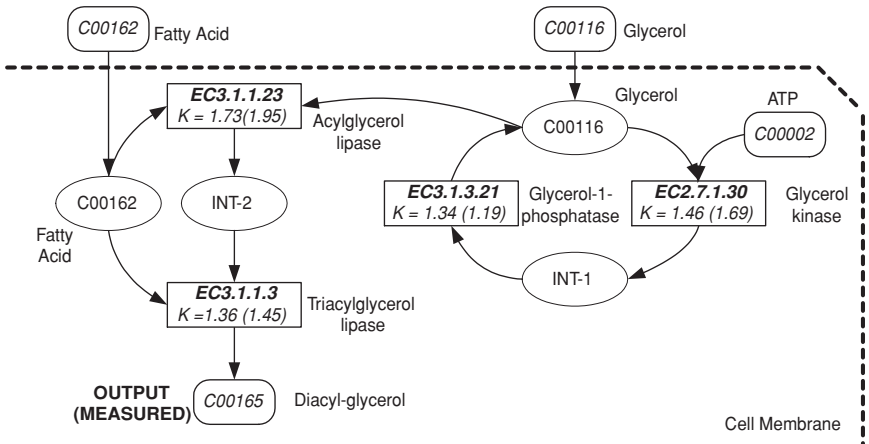 C00162 Fatty Acid
C00116 Glycerol
EC3.1.1.23
K = 1.73(1.95)
Acylglycerol
lipase
Glycerol
C00116
ATP
C00002
C00162
Fatty
Acid
INT-2
EC3.1.3.21
K = 1.34 (1.19)
Glycerol-1-
phosphatase
EC2.7.1.30
K = 1.46 (1.69)
Glycerol
kinase
INT-1
EC3.1.1.3
K =1.36 (1.45)
Triacylglycerol
lipase
OUTPUT
(MEASURED)
C00165
Diacyl-glycerol
Cell Membrane